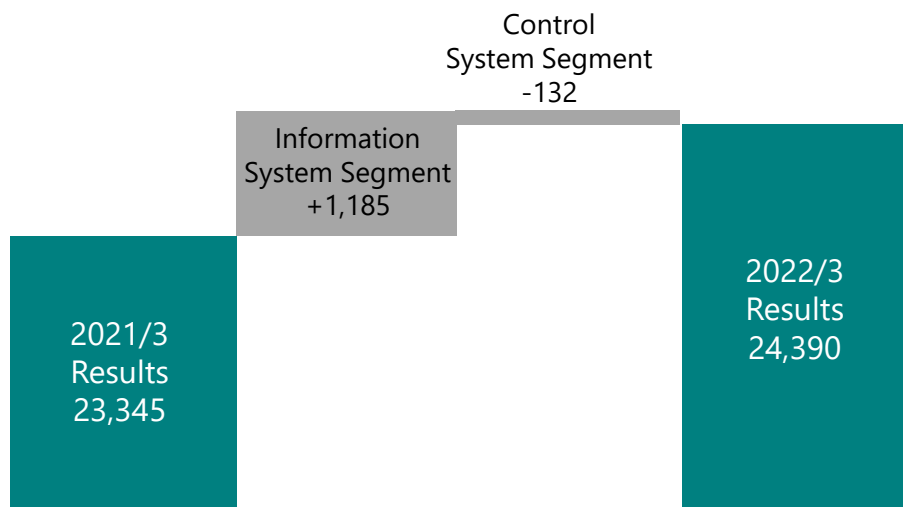 Control
System Segment
-132
Information
System Segment
+1,185
2022/3
Results
24,390
2021/3
Results
23,345